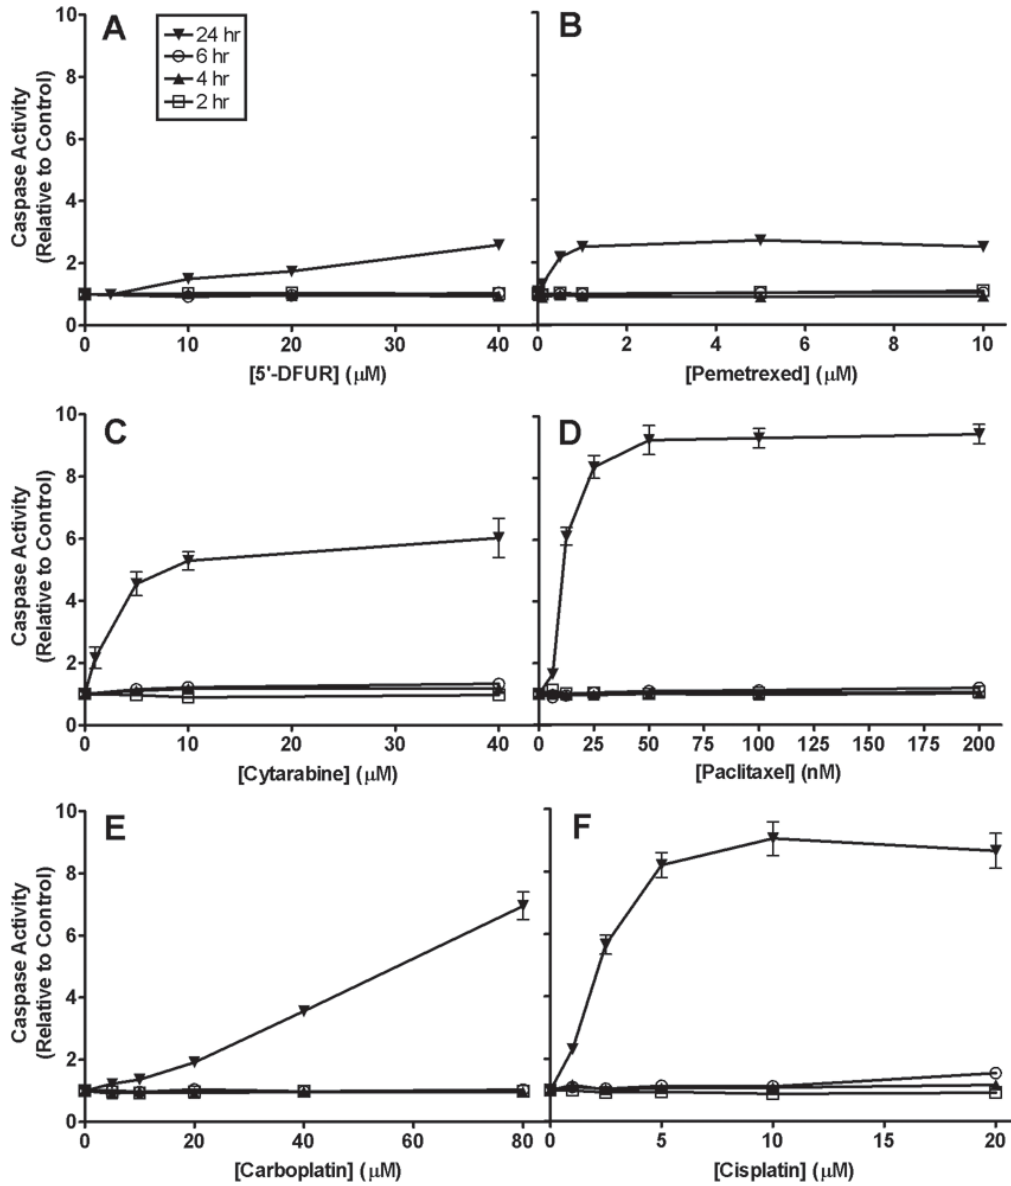 A
24 hr
6 hr
4 hr
2 hr
Caspase Activity
(Relative to Control)
10
8
6
4
2
0
0 10 20 30 40
[5'-DFUR] (μM)
B
0 2 4 6 8 10
[Pemetrexed] (μM)
C
Caspase Activity
(Relative to Control)
10
8
6
4
2
0
0 10 20 30 40
[Cytarabine] (μM)
D
0 25 50 75 100 125 150 175 200
[Paclitaxel] (nM)
E
Caspase Activity
(Relative to Control)
10
8
6
4
2
0
0 20 40 60 80
[Carboplatin] (μM)
F
0 5 10 15 20
[Cisplatin] (μM)